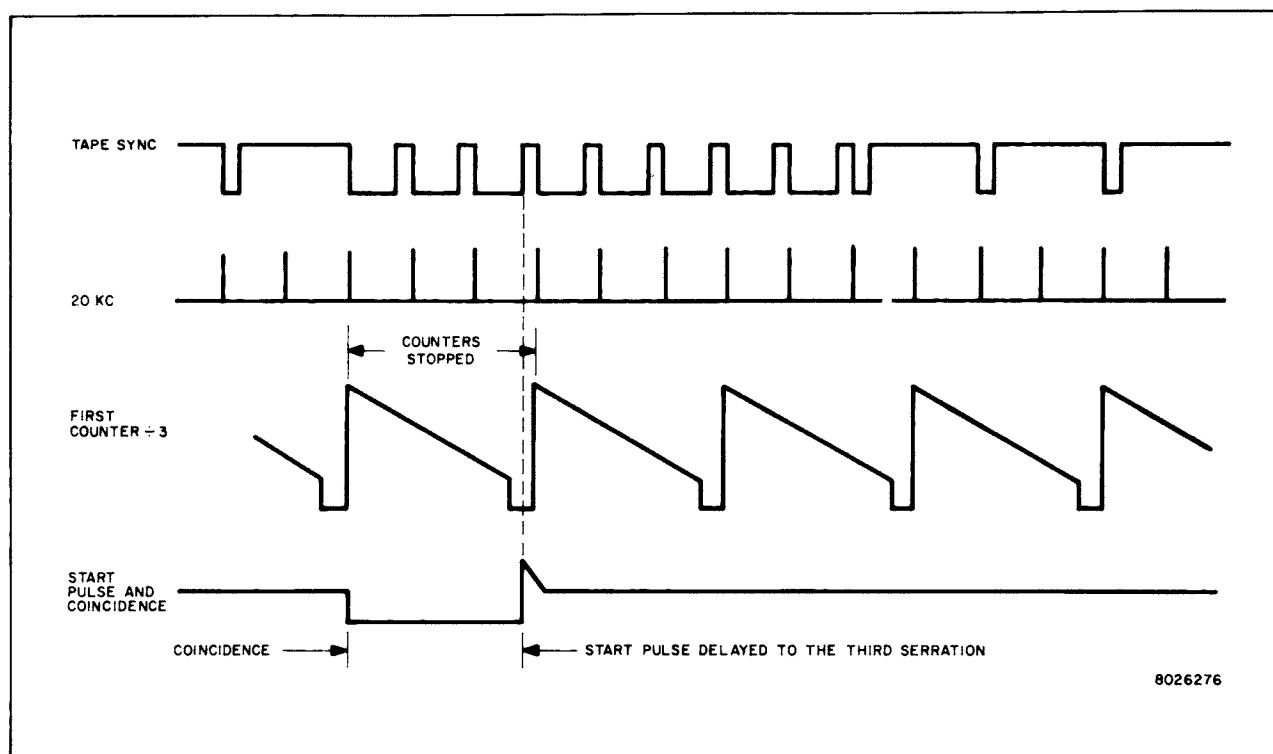 TAPE SYNC
20 KC
COUNTERS
STOPPED
FIRST
COUNTER ÷3
START
PULSE AND
COINCIDENCE
COINCIDENCE
START PULSE DELAYED TO THE THIRD SERRATION
8026276